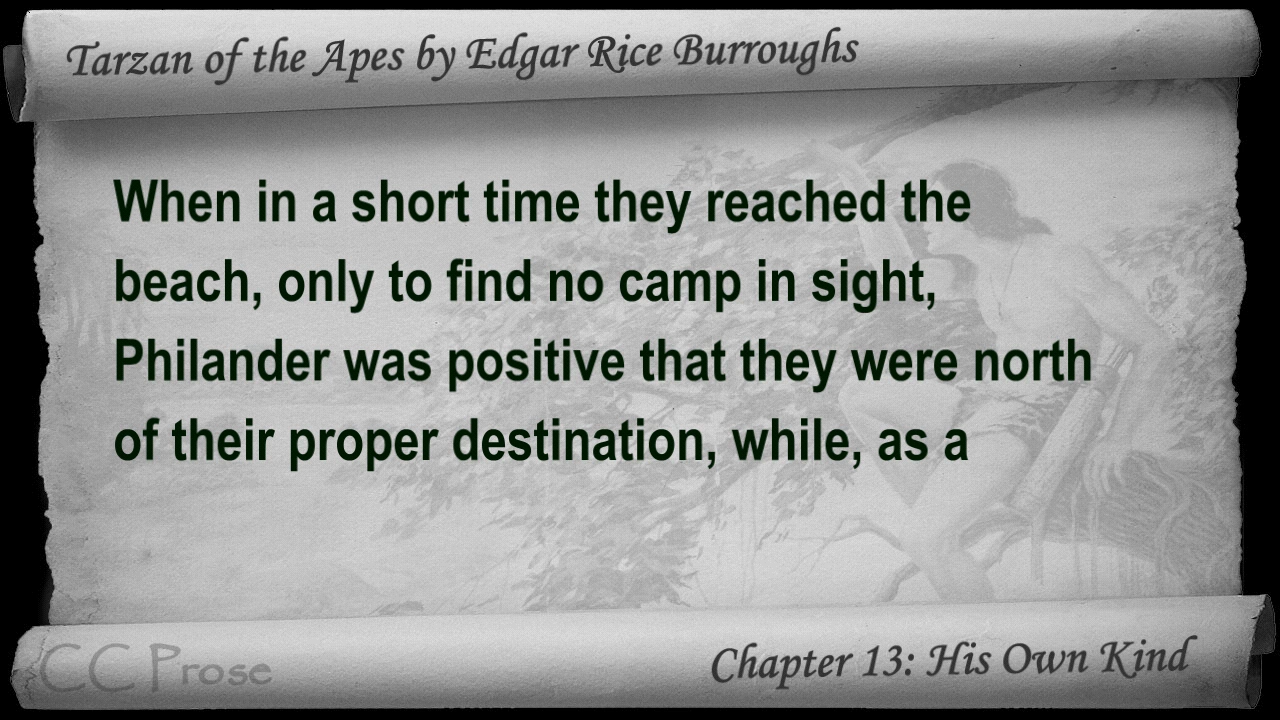 Tarzan of the Apes by Edgar Rice Burroughs
When in a short time they reached the
beach, only to find no camp in sight,
Philander was positive that they were north
of their proper destination, while, as a
CC Prose
Chapter 13: His Own Kind